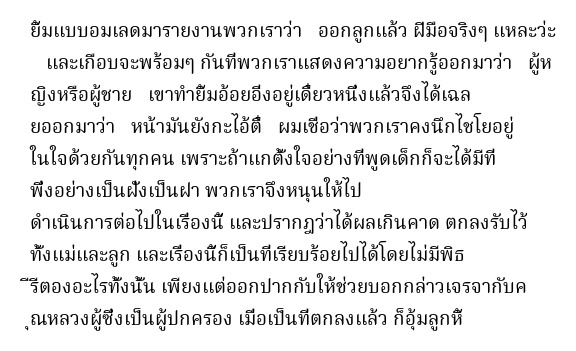 ยิ้มแบบอมเลดมารายงานพวกเราว่า   ออกลูกแล้ว ฝีมือจริงๆ แหละว่ะ
   และเกือบจะพร้อมๆ กันที่พวกเราแสดงความอยากรู้ออกมาว่า   ผู้ห
ญิงหรือผู้ชาย   เขาทำยิ้มอ้อยอิ่งอยู่เดี๋ยวหนึ่งแล้วจึงได้เฉล
ยออกมาว่า   หน้ามันยังกะไอ้ตี๋   ผมเชื่อว่าพวกเราคงนึกไชโยอยู่
ในใจด้วยกันทุกคน เพราะถ้าแกตั้งใจอย่างที่พูดเด็กก็จะได้มีที่
พึ่งอย่างเป็นฝั่งเป็นฝา พวกเราจึงหนุนให้ไป
ดำเนินการต่อไปในเรื่องนี้ และปรากฎว่าได้ผลเกินคาด ตกลงรับไว้
ทั้งแม่และลูก และเรื่องนี้ก็เป็นที่เรียบร้อยไปได้โดยไม่มีพิธ
ีรีตองอะไรทั้งนั้น เพียงแต่ออกปากกับให้ช่วยบอกกล่าวเจรจากับค
ุณหลวงผู้ซึ่งเป็นผู้ปกครอง เมื่อเป็นที่ตกลงแล้ว ก็อุ้มลูกหิ้